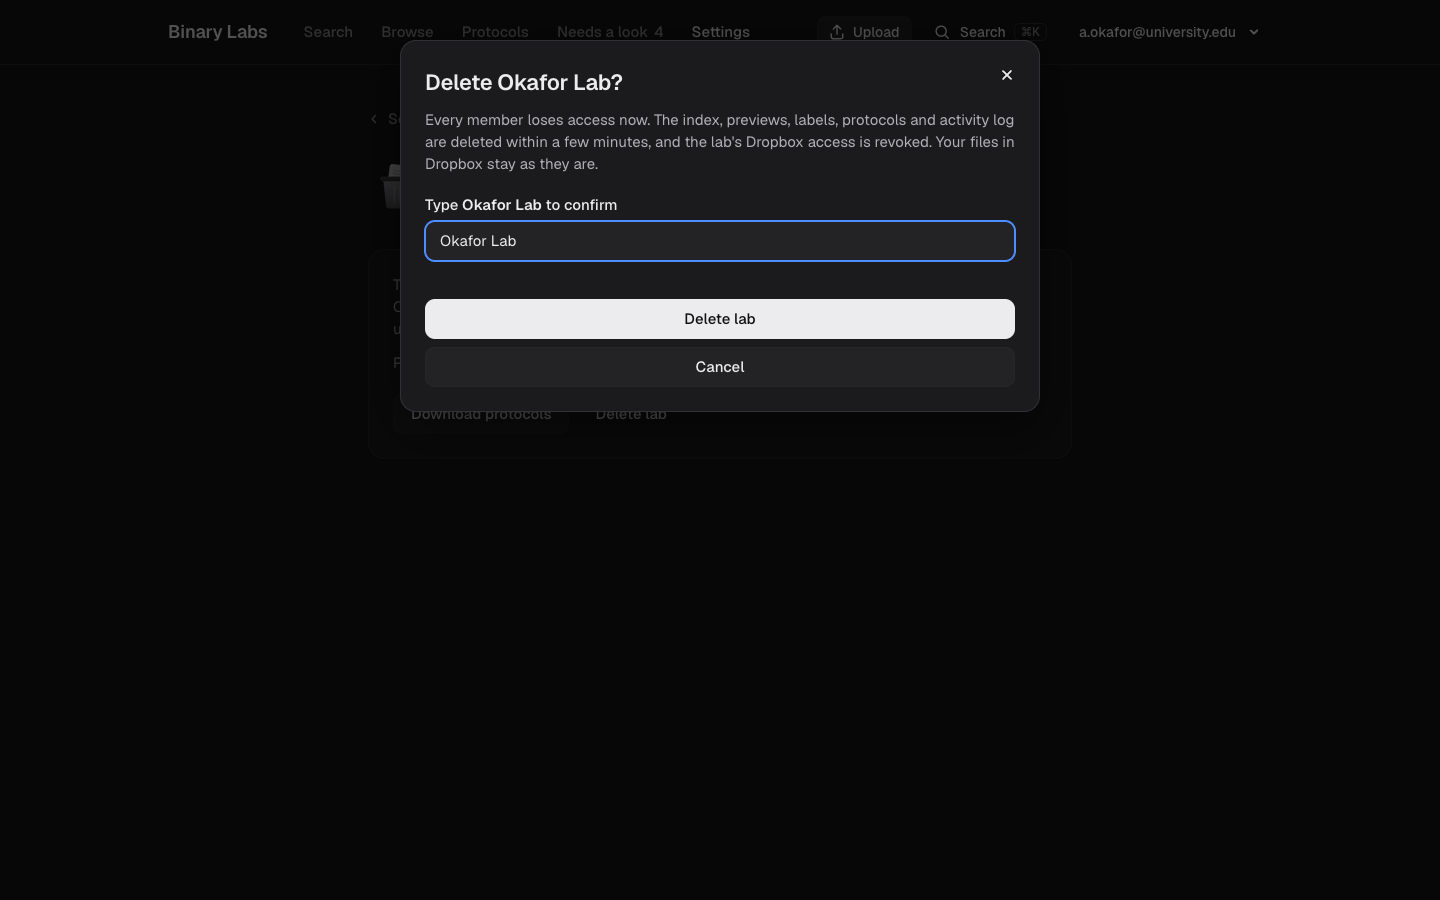 Binary Labs
Search
Browse
Protocols
Needs a look 4
Settings
Upload
Search ⌘K
a.okafor@university.edu
Delete Okafor Lab?
Every member loses access now. The index, previews, labels, protocols and activity log
are deleted within a few minutes, and the lab's Dropbox access is revoked. Your files in
Dropbox stay as they are.
Type Okafor Lab to confirm
Okafor Lab
Delete lab
Cancel
Download protocols
Delete lab